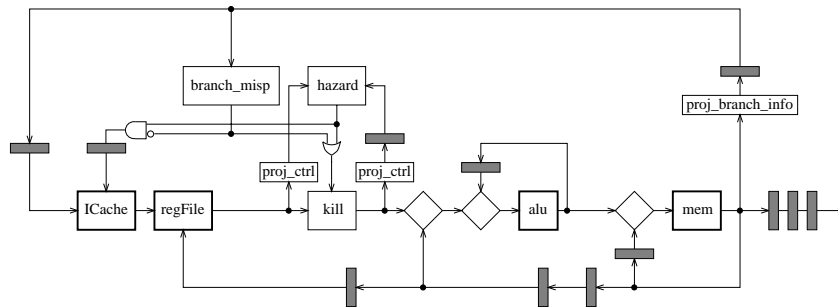 branch_misp
hazard
proj_branch_info
proj_ctrl
proj_ctrl
ICache
regFile
kill
alu
mem